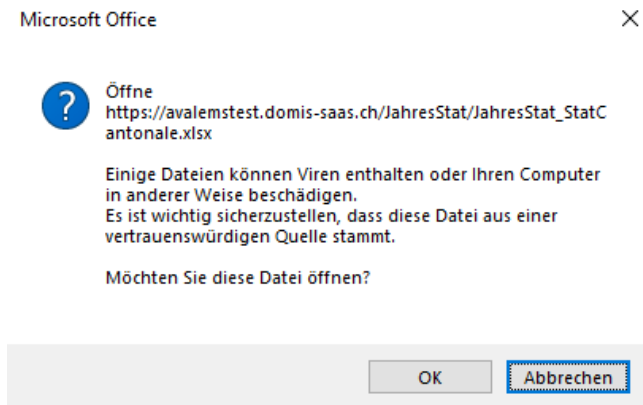 Microsoft Office
Öffne
https://avalemstest.domis-saas.ch/JahresStat/JahresStat_StatC
antonale.xlsx
Einige Dateien können Viren enthalten oder Ihren Computer
in anderer Weise beschädigen.
Es ist wichtig sicherzustellen, dass diese Datei aus einer
vertrauenswürdigen Quelle stammt.
Möchten Sie diese Datei öffnen?
OK
Abbrechen